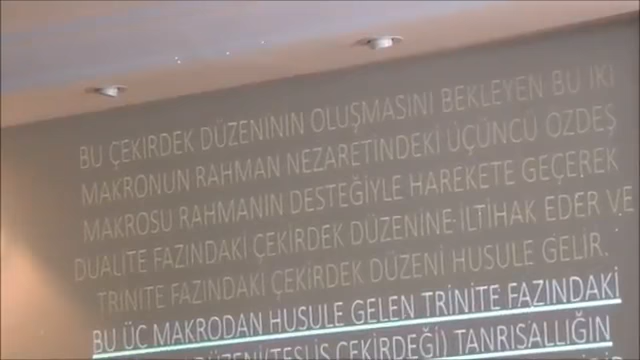 BU ÇEKİRDEK DÜZENİNİN OLUŞMASINI BEKLEYEN BU IKI
MAKRONUN RAHMAN NEZARETİNDEKİ ÜÇÜNCÜ ÖZDEŞ
MAKROSU RAHMANIN DESTEĞİYLE HAREKETE GEÇEREK
DUALİTE FAZINDAKİ ÇEKİRDEK DÜZENİNE İLTİHAK EDER VE
TRİNİTE FAZINDAKİ ÇEKİRDEK DÜZENİ HUSULE GELİR.
BU ÜÇ MAKRODAN HUSULE GELEN TRİNİTE FAZINDAKİ
DÜZENİ(TESLİS ÇEKİRDEĞİ) TANRISALLIĞIN